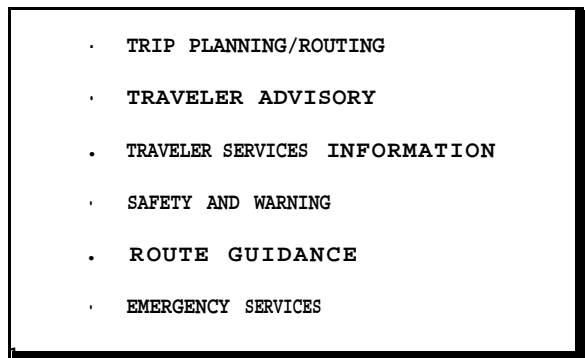 · TRIP PLANNING/ROUTING
· TRAVELER ADVISORY
. TRAVELER SERVICES INFORMATION
· SAFETY AND WARNING
. ROUTE GUIDANCE
· EMERGENCY SERVICES